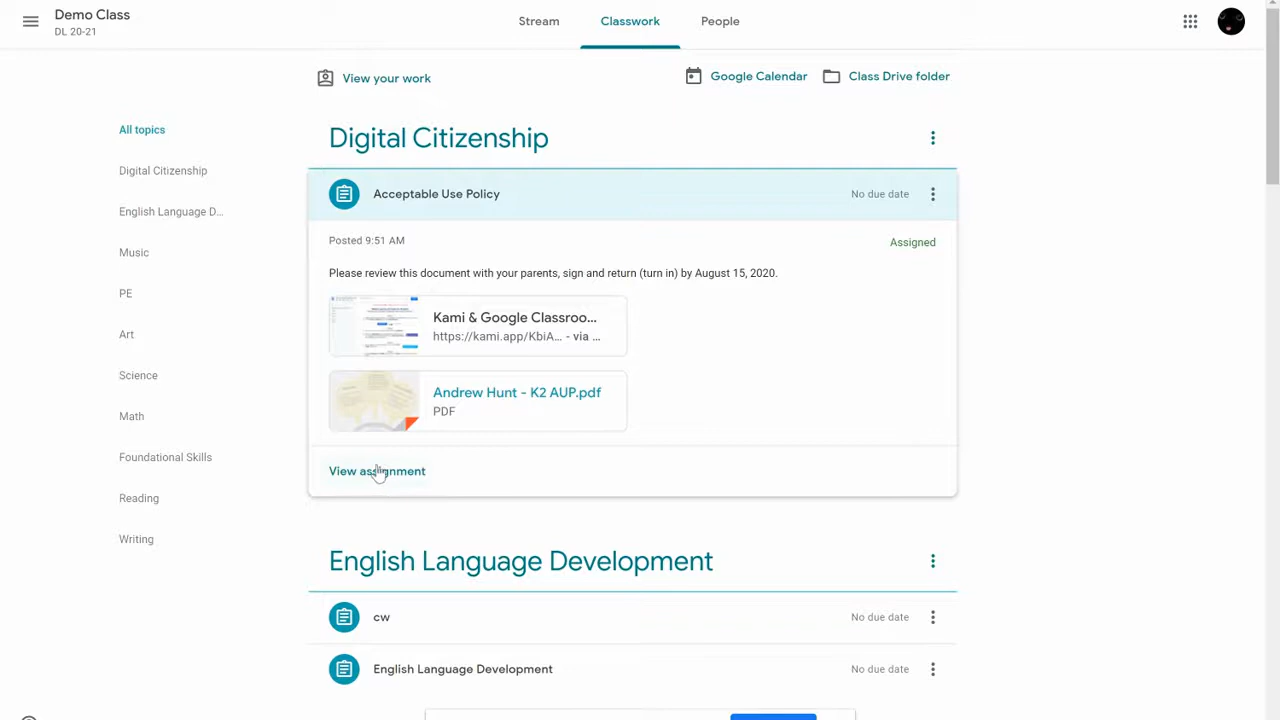 Demo Class
DL 20-21
Stream
Classwork
People
View your work
Google Calendar
Class Drive folder
All topics
Digital Citizenship
English Language D...
Music
PE
Art
Science
Math
Foundational Skills
Reading
Writing
Digital Citizenship
Acceptable Use Policy
No due date
Posted 9:51 AM
Assigned
Please review this document with your parents, sign and return (turn in) by August 15, 2020.
Kami & Google Classroo...
https://kami.app/KbiA... - via ...
Andrew Hunt - K2 AUP.pdf
PDF
View assignment
English Language Development
cw
No due date
English Language Development
No due date